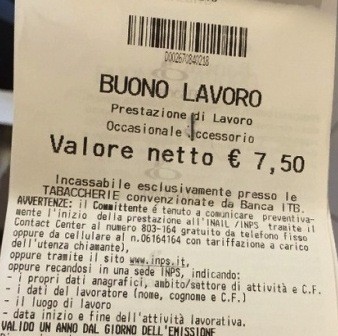 0002670840218
BUONO LAVORO
Prestazione di Lavoro
Occasionale Accessorio
Valore netto € 7,50
Incassabile esclusivamente presso le
TABACCHERIE convenzionate da Banca ITB.
AVVERTENZE: il Committente è tenuto a comunicare preventiva-
mente l'inizio della prestazione all'INAIL /INPS tramite il
Contact Center al numero 803-164 gratuito da telefono fisso
oppure da cellulare al n.06164164 con tariffazione a carico
dell'utenza chiamante),
oppure tramite il sito www.inps.it,
oppure recandosi in una sede INPS, indicando:
- i propri dati anagrafici, ambito/settore di attività e C.F.
- i dati del lavoratore (nome, cognome e C.F.)
- il luogo di lavoro
- data inizio e fine dell'attività lavorativa.
VALIDO UN ANNO DAL GIORNO DELL'EMISSIONE